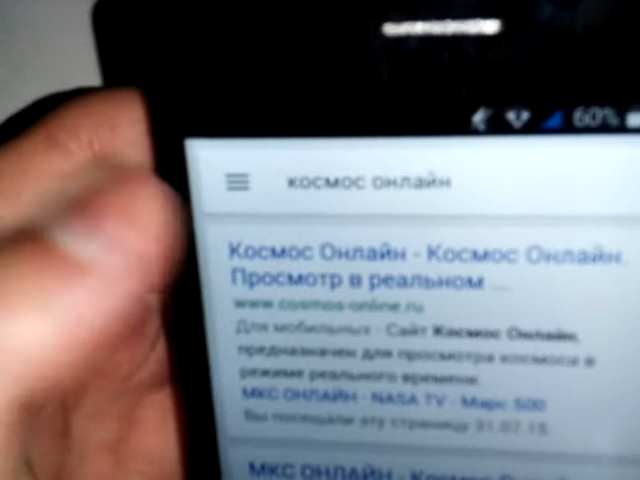 60%
космос онлайн
Космос Онлайн - Космос Онлайн.
Просмотр в реальном ...
www.cosmos-online.ru
Для мобильных · Сайт Космос Онлайн,
предназначен для просмотра космоса в
режиме реального времени.
МКС ОНЛАЙН · NASA TV · Марс 500
Вы посещали эту страницу 31.07.15.
МКС ОНЛАЙН - Космос